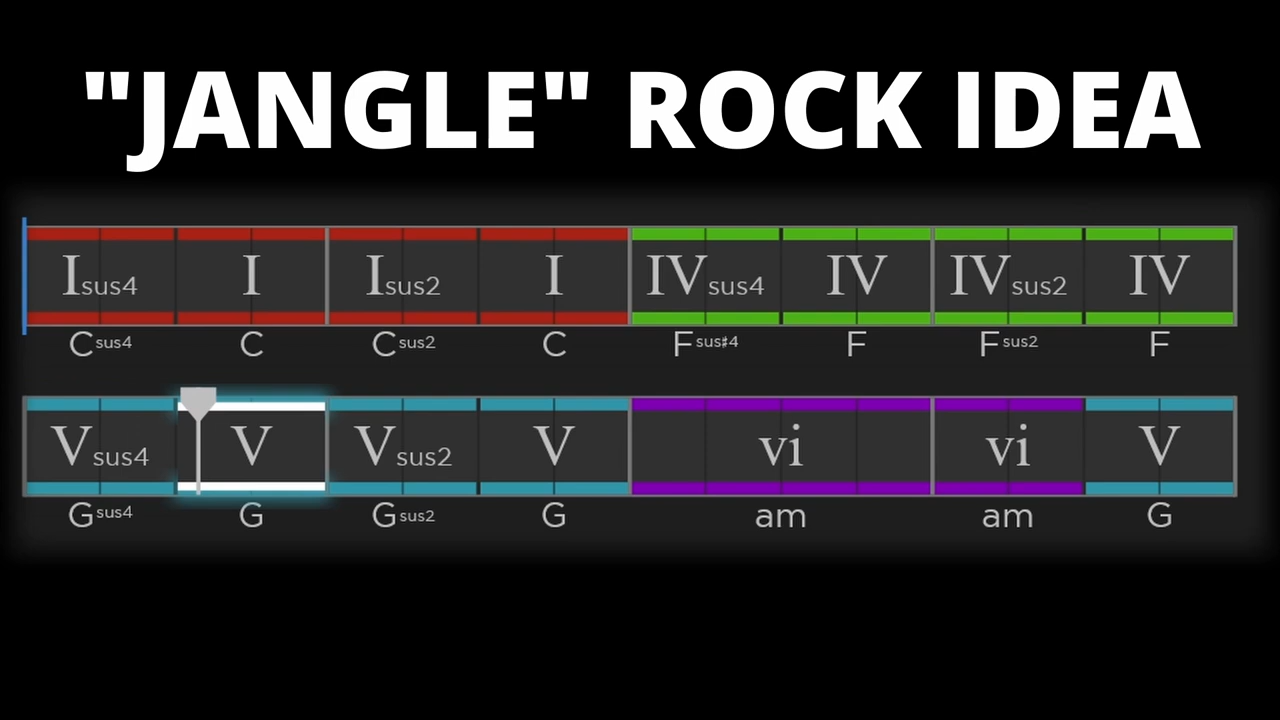 "JANGLE" ROCK IDEA
Isus4 I Isus2 I IVsus4 IV IVsus2 IV
Csus4 C Csus2 C Fsus♯4 F Fsus2 F
Vsus4 V Vsus2 V vi vi V
Gsus4 G Gsus2 G am am G